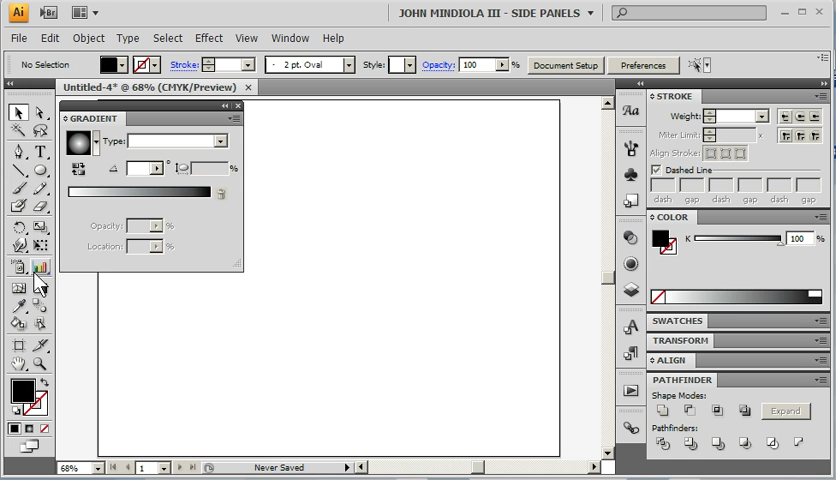 Ai Br JOHN MINDIOLA III - SIDE PANELS
File Edit Object Type Select Effect View Window Help
No Selection Stroke: 2 pt. Oval Style: Opacity: 100 % Document Setup Preferences
Untitled-4* @ 68% (CMYK/Preview)
GRADIENT
Type:
° %
Opacity: %
Location: %
T
Aa
A
STROKE
Weight:
Miter Limit: x
Align Stroke:
Dashed Line
dash gap dash gap dash gap
COLOR
K 100 %
SWATCHES
TRANSFORM
ALIGN
PATHFINDER
Shape Modes:
Expand
Pathfinders:
68% 1 Never Saved